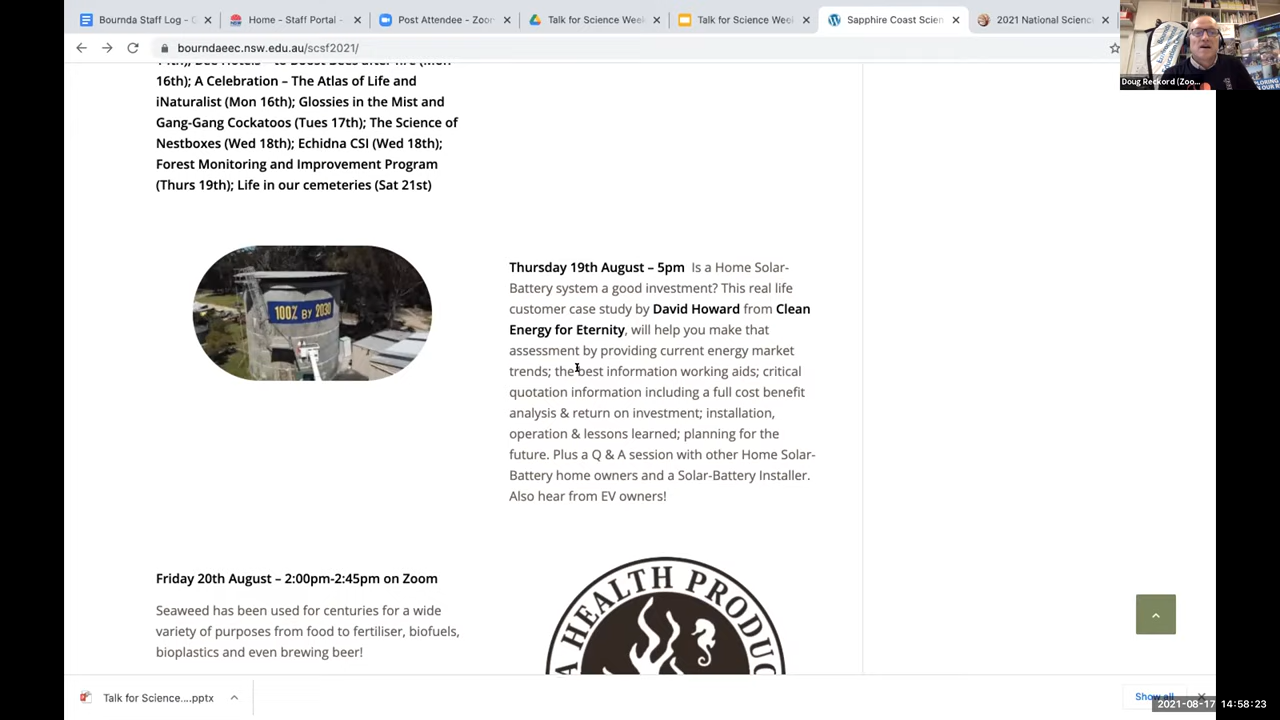 Bournda Staff Log - G
Home - Staff Portal -
Post Attendee - Zoom
Talk for Science Week
Talk for Science Week
Sapphire Coast Scien
2021 National Scienc
bourndaeec.nsw.edu.au/scsf2021/
Doug Reckord (Zoo...
14th); Bee Hotels – to Boost Bees after fire (Mon
16th); A Celebration – The Atlas of Life and
iNaturalist (Mon 16th); Glossies in the Mist and
Gang-Gang Cockatoos (Tues 17th); The Science of
Nestboxes (Wed 18th); Echidna CSI (Wed 18th);
Forest Monitoring and Improvement Program
(Thurs 19th); Life in our cemeteries (Sat 21st)
100% BY 2030
Thursday 19th August – 5pm Is a Home Solar-
Battery system a good investment? This real life
customer case study by David Howard from Clean
Energy for Eternity, will help you make that
assessment by providing current energy market
trends; the best information working aids; critical
quotation information including a full cost benefit
analysis & return on investment; installation,
operation & lessons learned; planning for the
future. Plus a Q & A session with other Home Solar-
Battery home owners and a Solar-Battery Installer.
Also hear from EV owners!
Friday 20th August – 2:00pm-2:45pm on Zoom
Seaweed has been used for centuries for a wide
variety of purposes from food to fertiliser, biofuels,
bioplastics and even brewing beer!
A HEALTH PRODUC
Talk for Science....pptx
Show all
2021-08-17 14:58:23